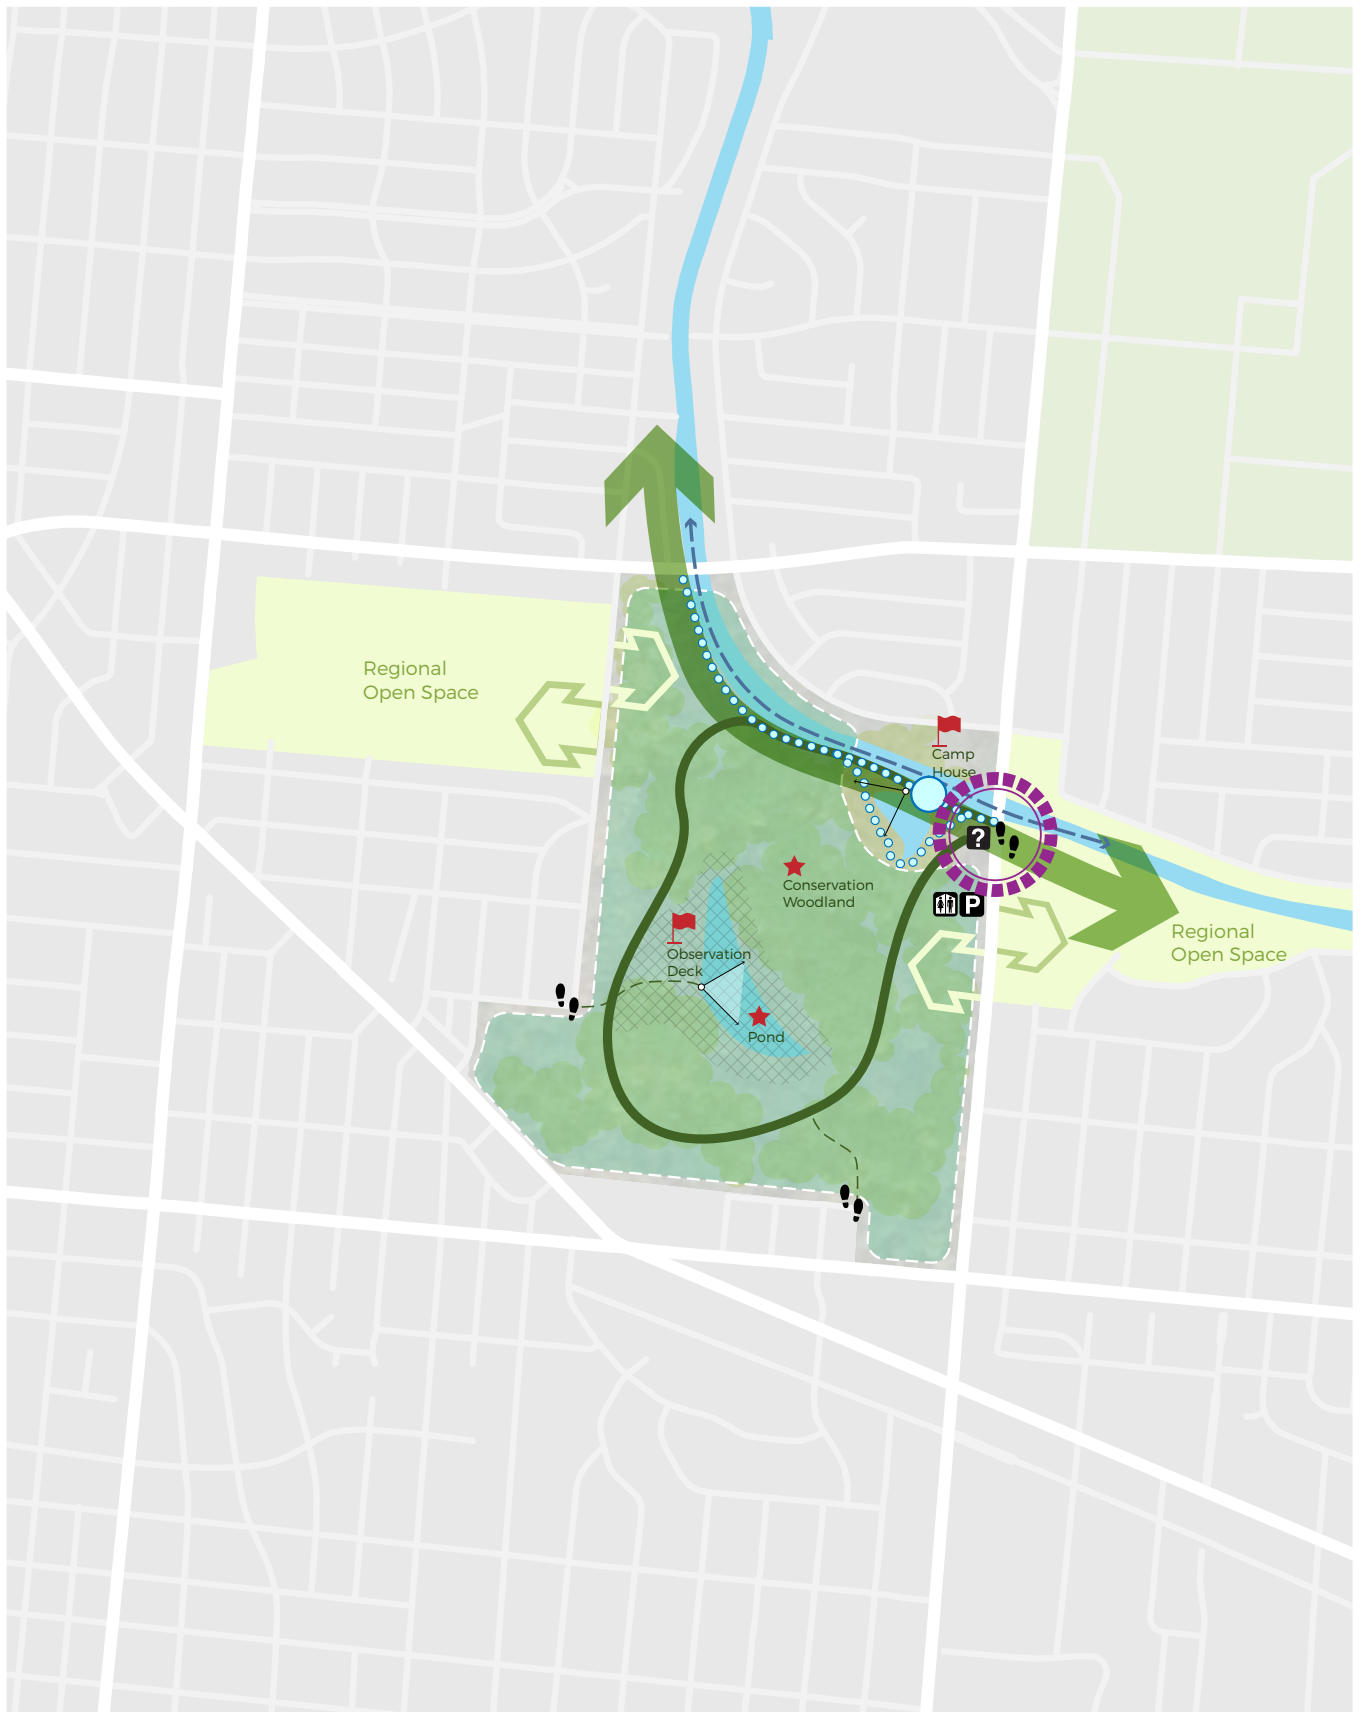 Regional
Open Space
Camp
House
?
Conservation
Woodland
P
Observation
Deck
Regional
Open Space
Pond